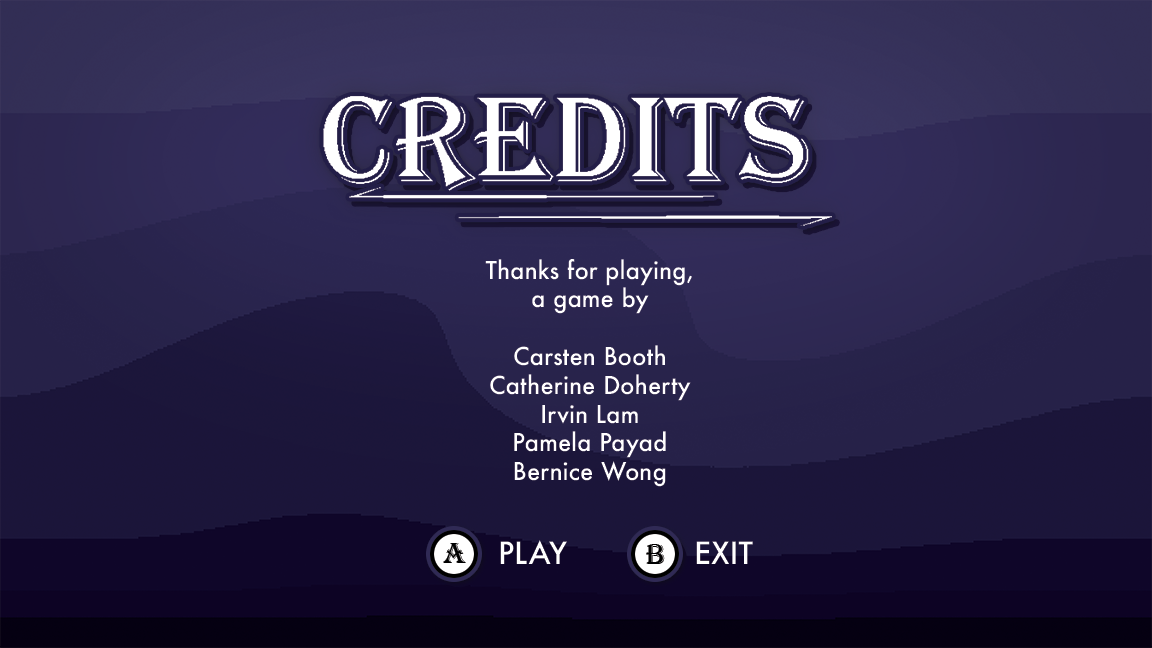 CREDITS
Thanks for playing,
a game by
Carsten Booth
Catherine Doherty
Irvin Lam
Pamela Payad
Bernice Wong
A PLAY B EXIT